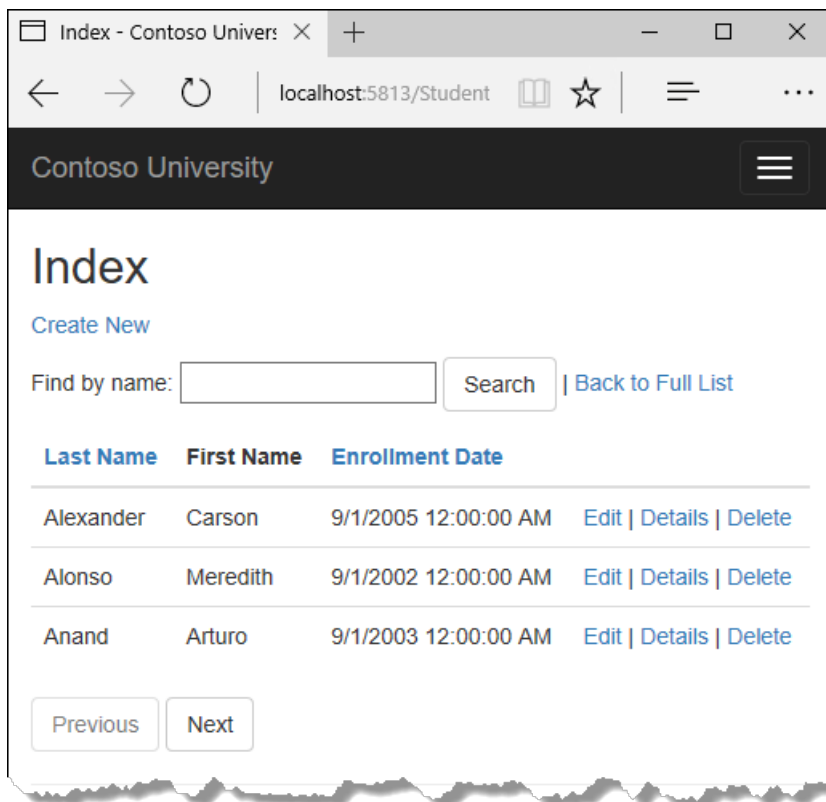 Index - Contoso Univers
localhost:5813/Student
Contoso University
Index
Create New
Find by name: Search | Back to Full List
Last Name First Name Enrollment Date
Alexander Carson 9/1/2005 12:00:00 AM Edit | Details | Delete
Alonso Meredith 9/1/2002 12:00:00 AM Edit | Details | Delete
Anand Arturo 9/1/2003 12:00:00 AM Edit | Details | Delete
Previous Next